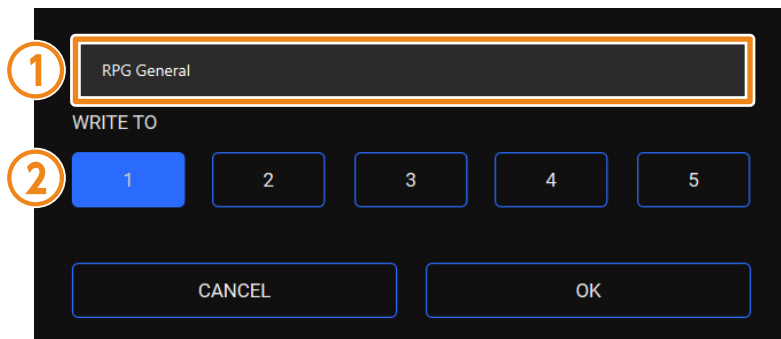 1
RPG General
WRITE TO
2
1 2 3 4 5
CANCEL OK